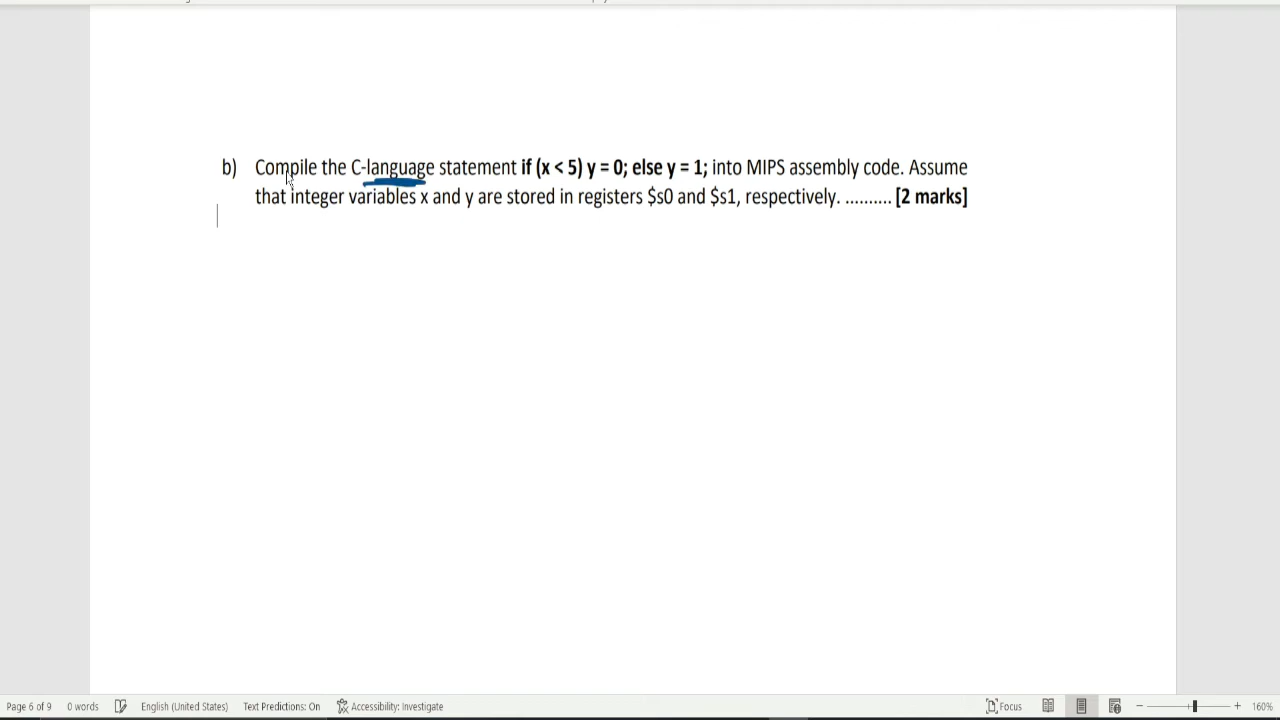 b) Compile the C-language statement if (x < 5) y = 0; else y = 1; into MIPS assembly code. Assume
that integer variables x and y are stored in registers $s0 and $s1, respectively. .......... [2 marks]
Page 6 of 9 0 words English (United States) Text Predictions: On Accessibility: Investigate Focus 160%